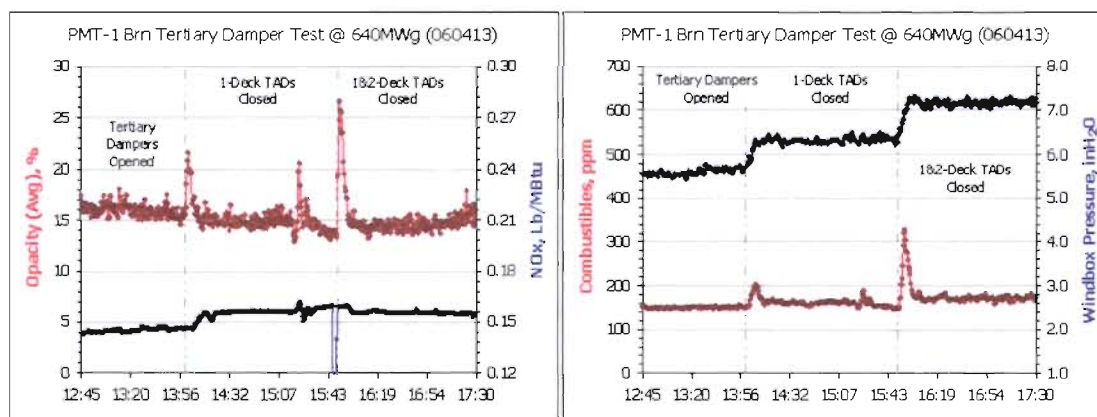 PMT-1 Brn Tertiary Damper Test @ 640MWg (060413)
30
25
20
15
10
5
0
Opacity (Avg), %
0.30
0.27
0.24
0.21
0.18
0.15
0.12
NOx, Lb/MBtu
Tertiary
Dampers
Opened
1-Deck TADs
Closed
1&2-Deck TADs
Closed
12:45 13:20 13:56 14:32 15:07 15:43 16:19 16:54 17:30
PMT-1 Brn Tertiary Damper Test @ 640MWg (060413)
700
600
500
400
300
200
100
0
Combustibles, ppm
8.0
7.0
6.0
5.0
4.0
3.0
2.0
1.0
Windbox Pressure, inH2O
Tertiary Dampers
Opened
1-Deck TADs
Closed
1&2-Deck TADs
Closed
12:45 13:20 13:56 14:32 15:07 15:43 16:19 16:54 17:30